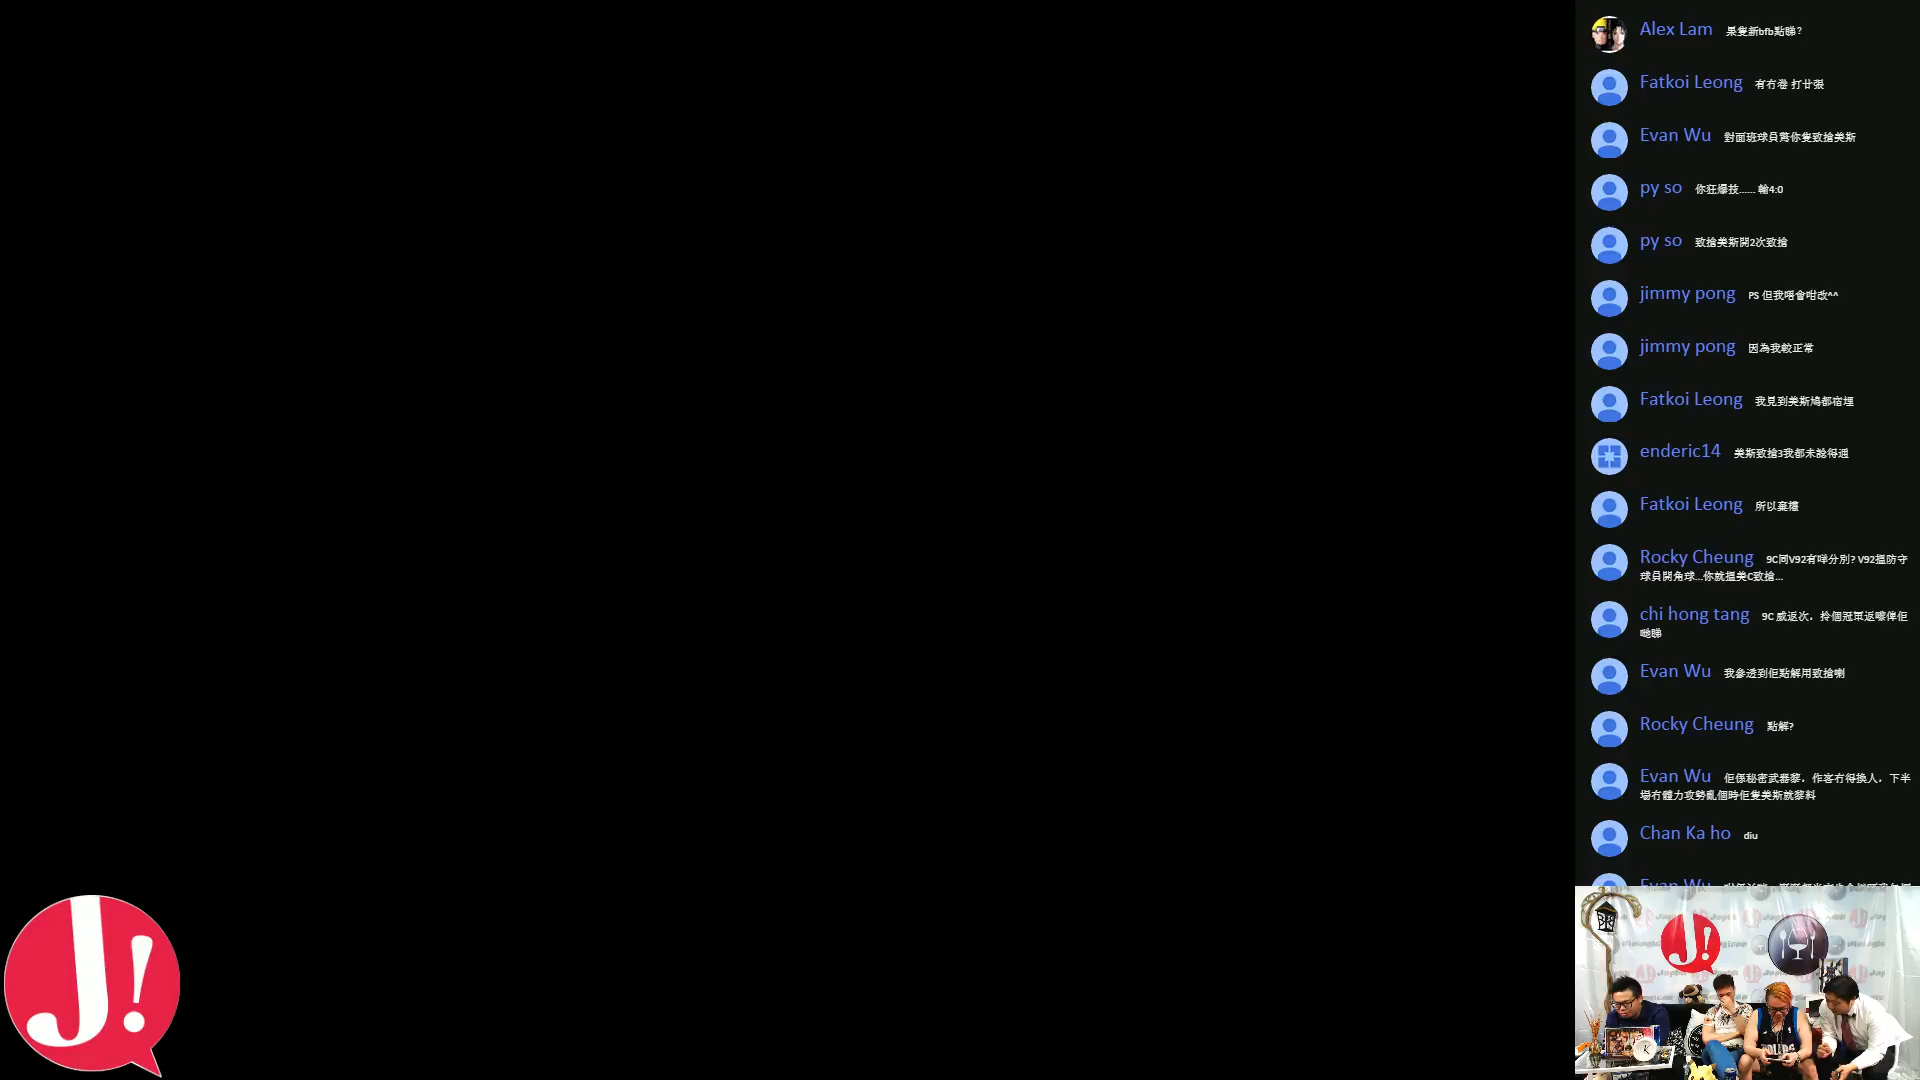 Alex Lam 果隻新bfb點睇?
Fatkoi Leong 有冇卷 打廿張
Evan Wu 對面班球員蔑你隻致搶美斯
py so 你狂爆技...... 輸4:0
py so 致搶美斯開2次致搶
jimmy pong PS 但我唔會咁改^^
jimmy pong 因為我較正常
Fatkoi Leong 我見到美斯鳩都宿埋
enderic14 美斯致搶3我都未諗得通
Fatkoi Leong 所以棄權
Rocky Cheung 9C同V92有咩分別? V92搵防守
球員開角球...你就搵美C致搶...
chi hong tang 9C 威返次，拎個冠軍返嚟俾佢
哋睇
Evan Wu 我參透到佢點解用致搶喇
Rocky Cheung 點解?
Evan Wu 佢係秘密武器黎，作客冇得換人，下半
場冇體力攻勢亂個時佢隻美斯就黎料
Chan Ka ho diu
Evan Wu
J!
J!